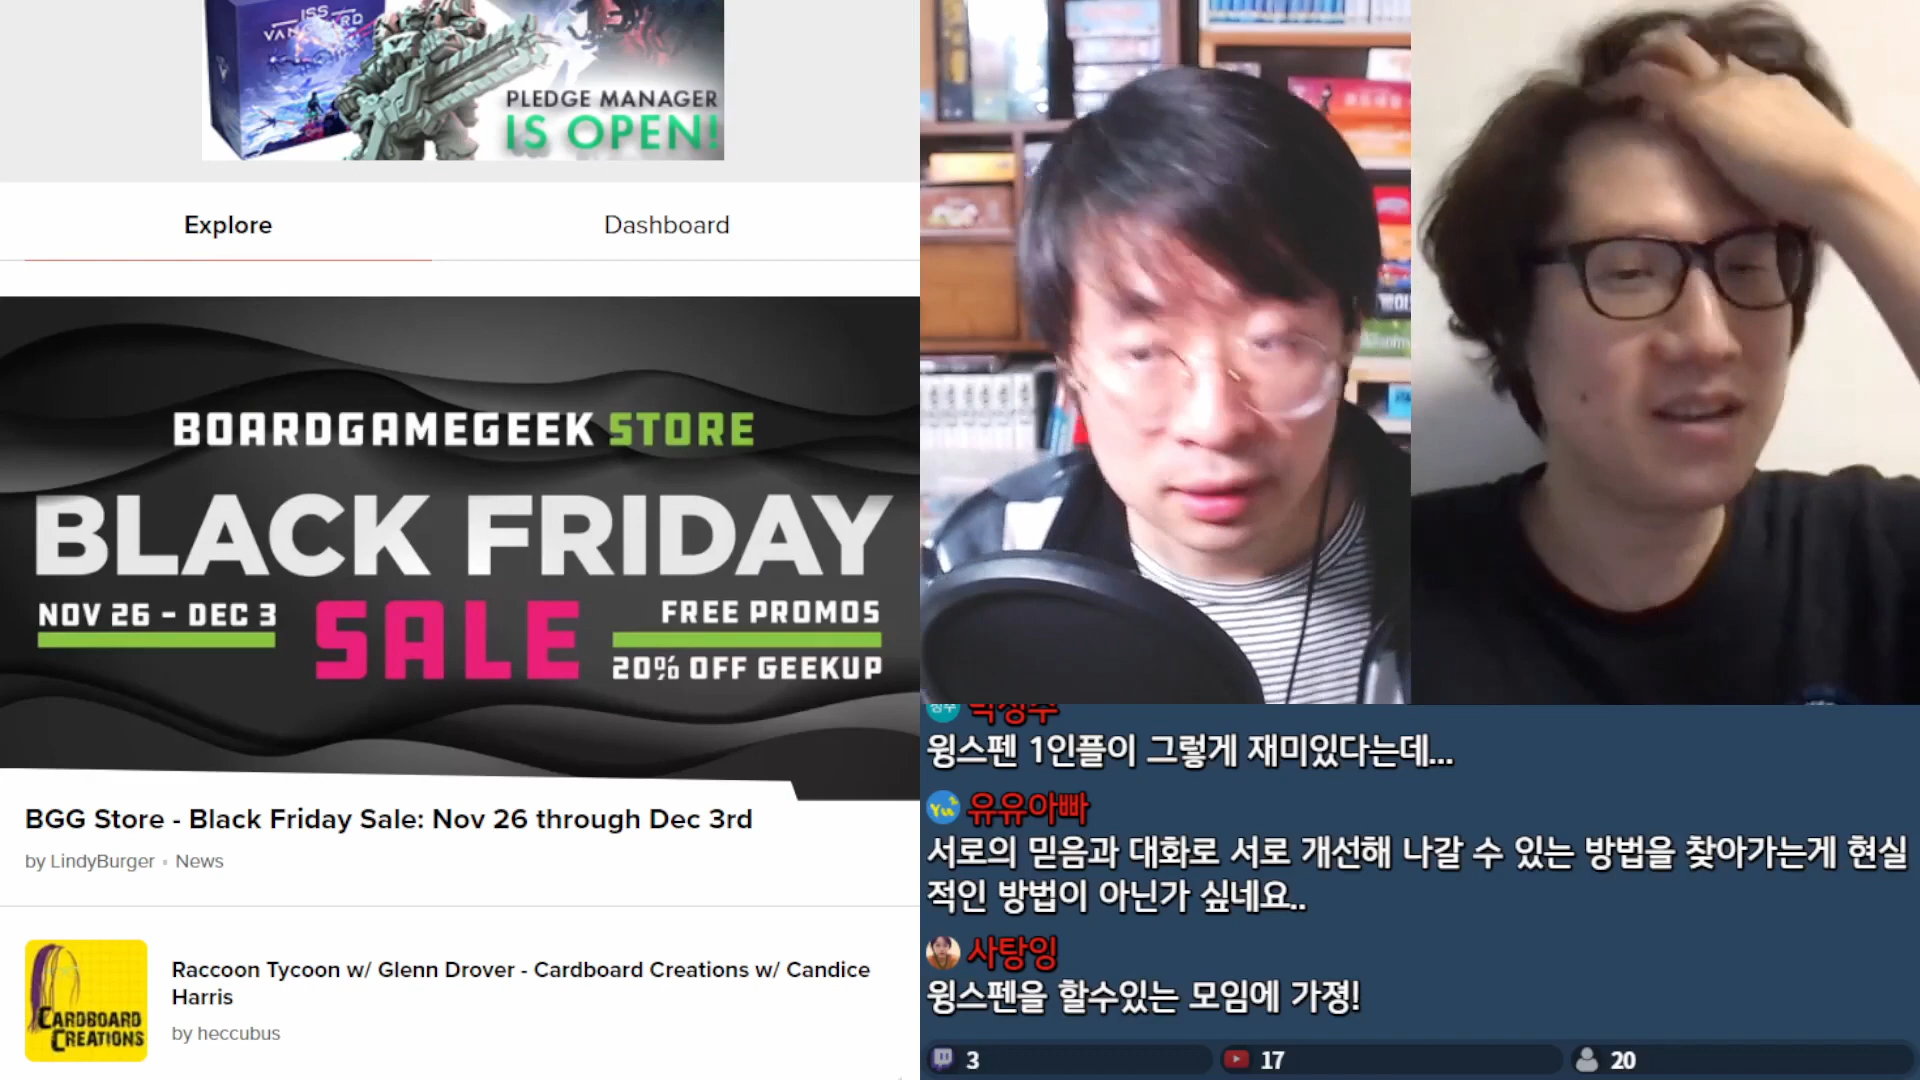 ISS
VANGUARD
PLEDGE MANAGER
IS OPEN!
Explore
Dashboard
BOARDGAMEGEEK STORE
BLACK FRIDAY
NOV 26 - DEC 3
SALE
FREE PROMOS
20% OFF GEEKUP
BGG Store - Black Friday Sale: Nov 26 through Dec 3rd
by LindyBurger • News
CARDBOARD
CREATIONS
Raccoon Tycoon w/ Glenn Drover - Cardboard Creations w/ Candice
Harris
by heccubus
윙스펜 1인플이 그렇게 재미있다는데...
유유아빠
서로의 믿음과 대화로 서로 개선해 나갈 수 있는 방법을 찾아가는게 현실
적인 방법이 아닌가 싶네요..
사탕잉
윙스펜을 할수있는 모임에 가졍!
3
17
20